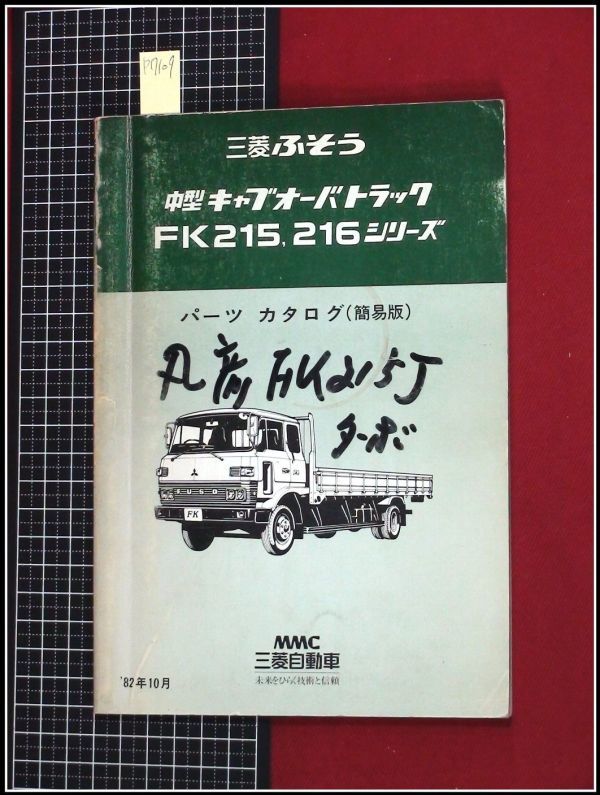 三菱ふそう
中型キャブオーバトラック
FK215,216シリーズ
パーツ カタログ(簡易版)
FK215J
ターボ
FUSO
FK
MMC
三菱自動車
未来をひらく技術と信頼
'82年10月